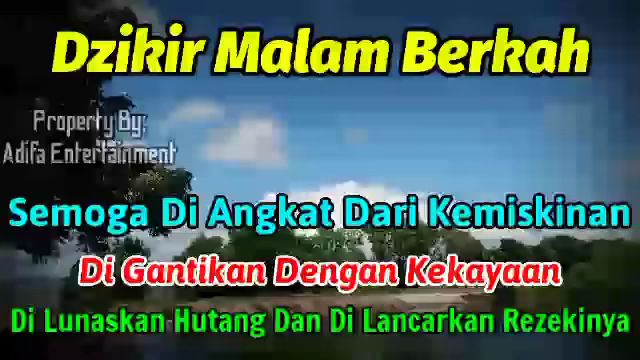 Dzikir Malam Berkah
Property By:
Adifa Entertainment
Semoga Di Angkat Dari Kemiskinan
Di Gantikan Dengan Kekayaan
Di Lunaskan Hutang Dan Di Lancarkan Rezekinya